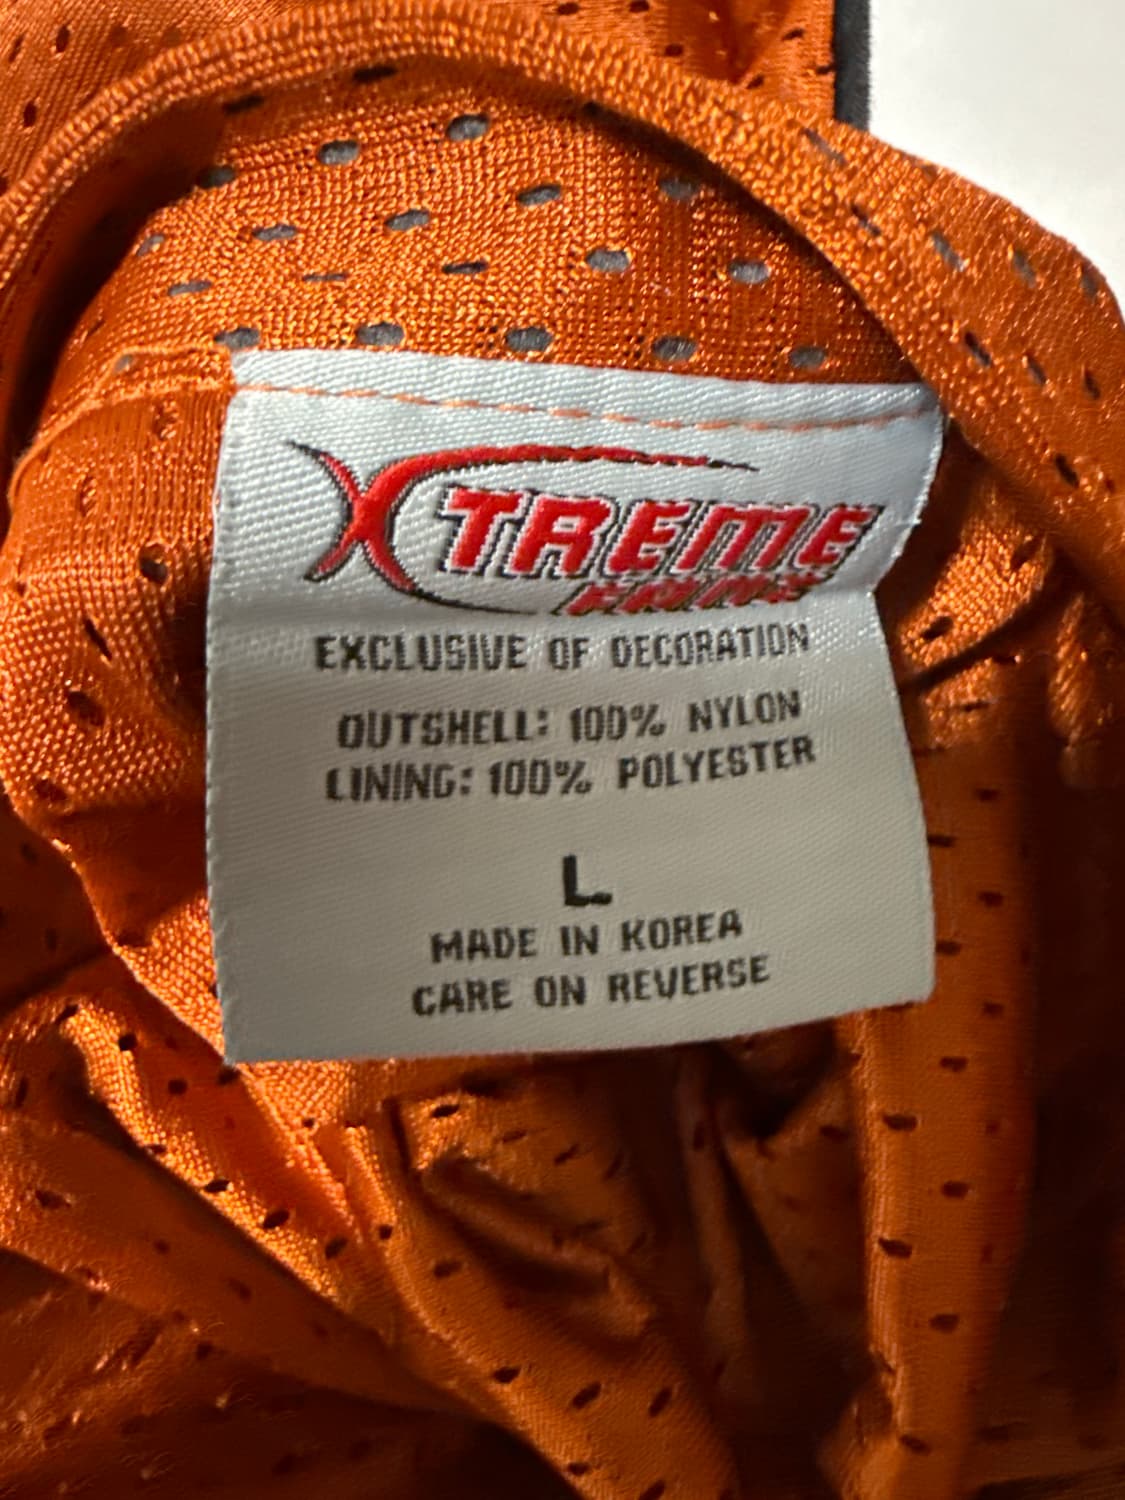 XTREME
EXCLUSIVE OF DECORATION
OUTSHELL: 100% NYLON
LINING: 100% POLYESTER
L
MADE IN KOREA
CARE ON REVERSE